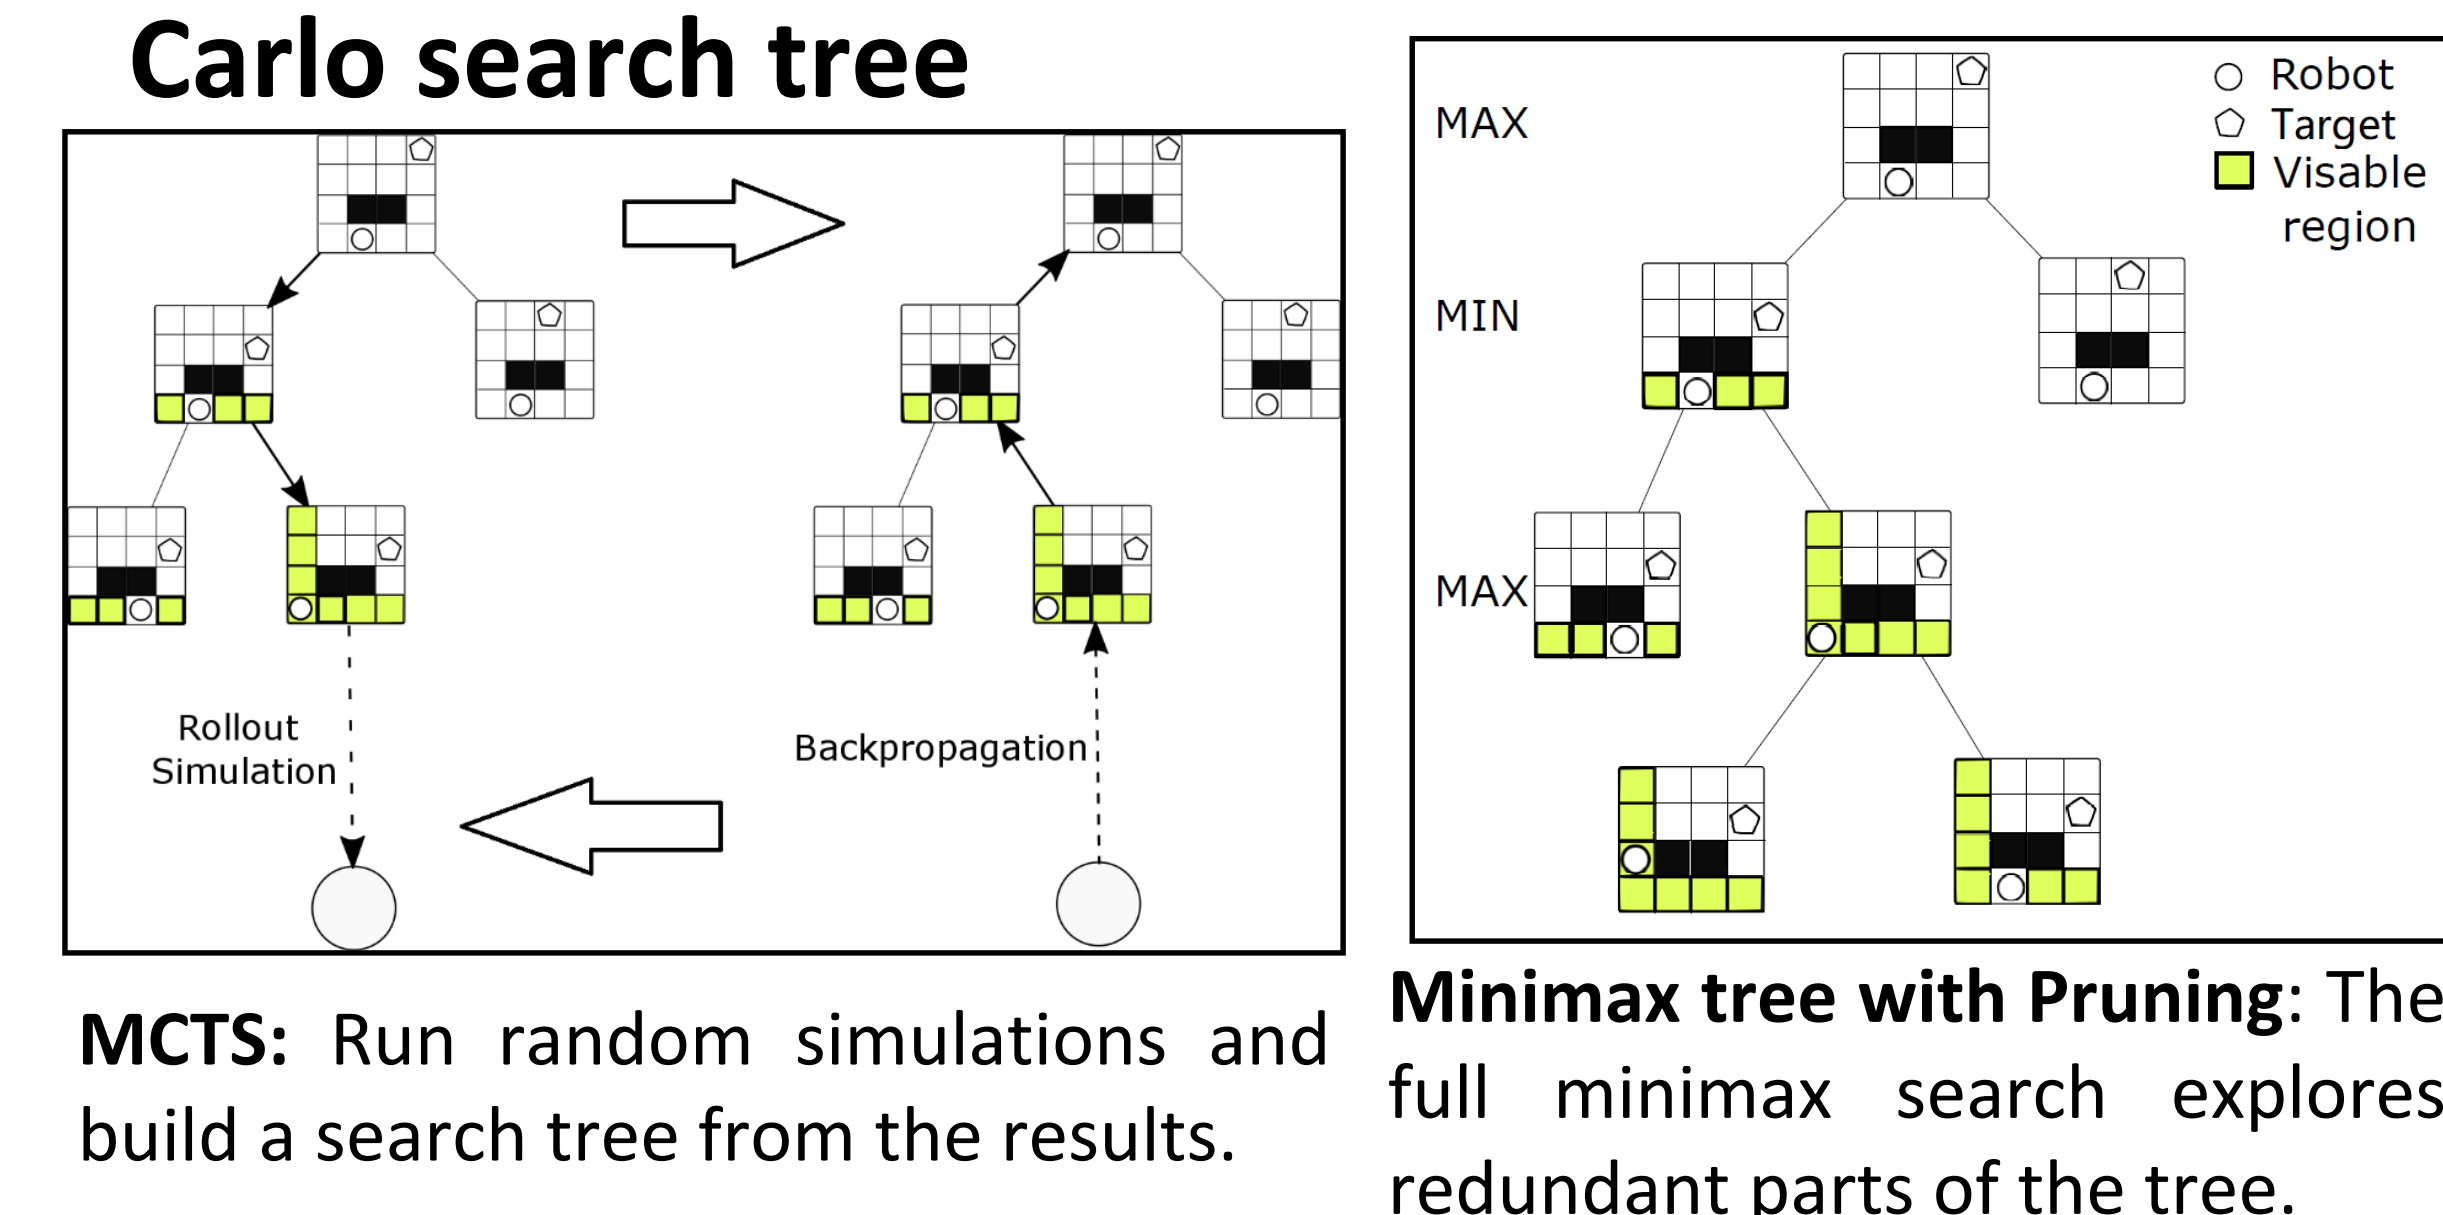 Carlo search tree
Rollout
Simulation
Backpropagation
MCTS: Run random simulations and
build a search tree from the results.
MAX
MIN
MAX
Robot
Target
Visable
region
Minimax tree with Pruning: The
full minimax search explores
redundant parts of the tree.